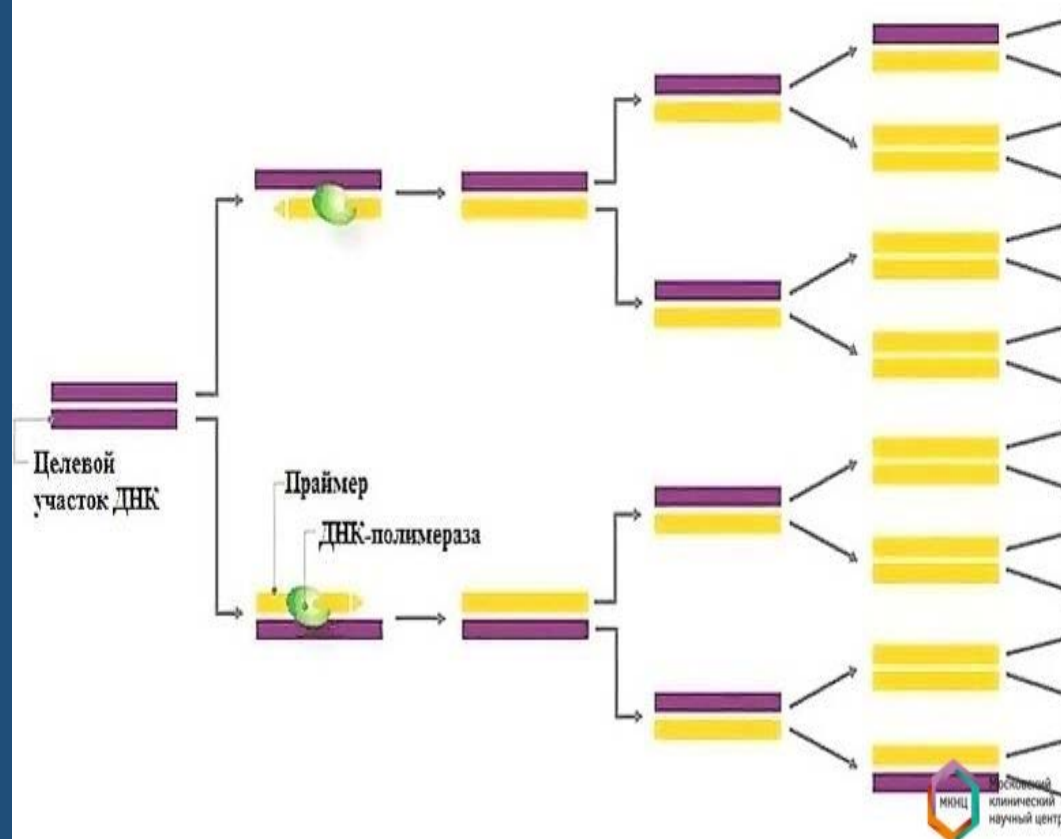 Целевой
участок ДНК
Праймер
ДНК-полимераза
МКНЦ
Московский
клинический
научный центр